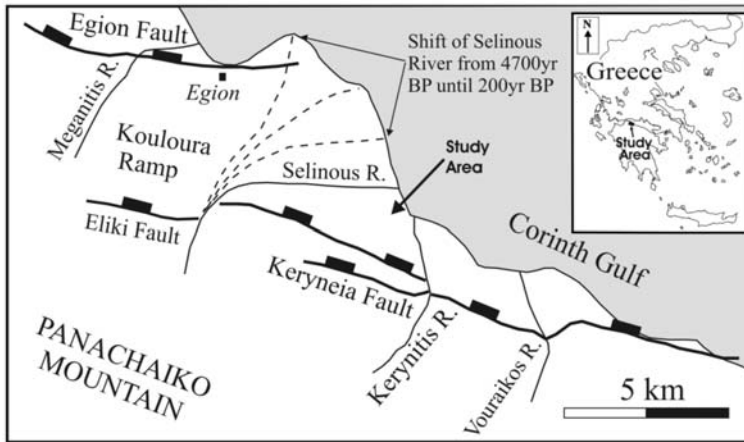 Egion Fault
Meganitis R.
Egion
Kouloura
Ramp
Shift of Selinous
River from 4700yr
BP until 200yr BP
Selinous R.
Study
Area
Eliki Fault
Keryneia Fault
Corinth Gulf
PANACHAIKO
MOUNTAIN
Kerynitis R.
Vouraikos R.
5 km
N
Greece
Study
Area